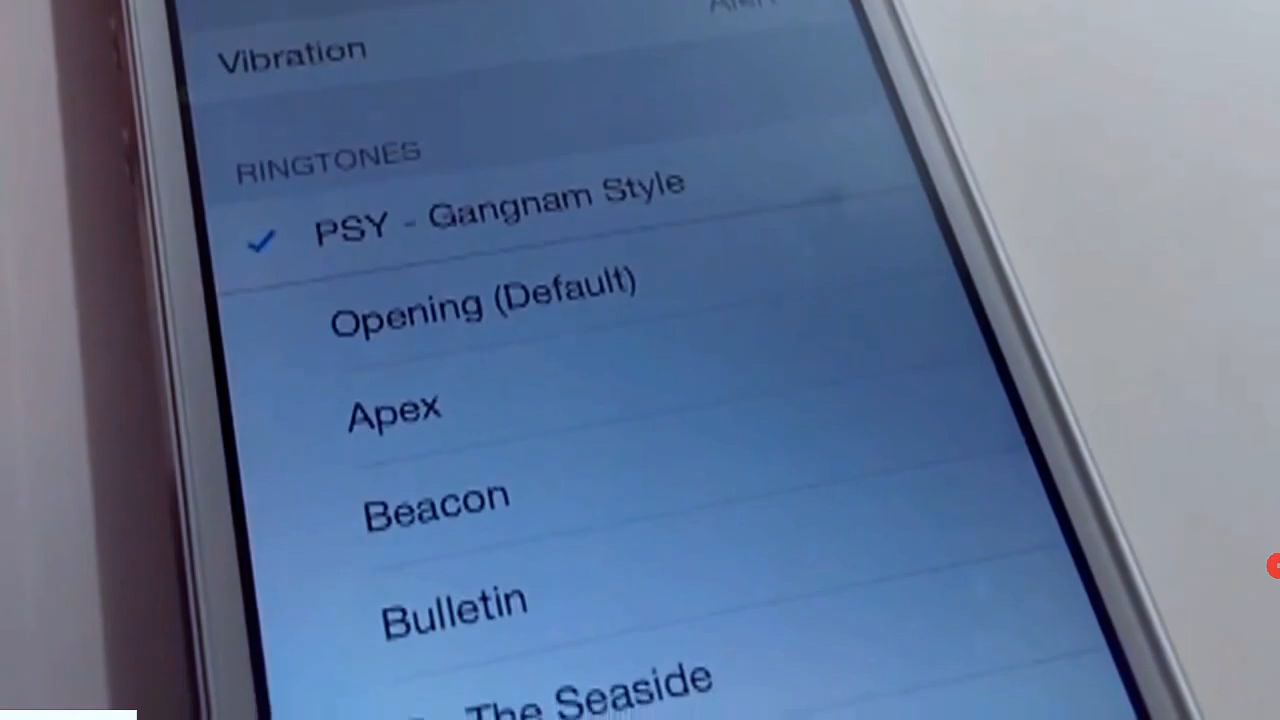 Vibration
RINGTONES
PSY - Gangnam Style
Opening (Default)
Apex
Beacon
Bulletin
The Seaside